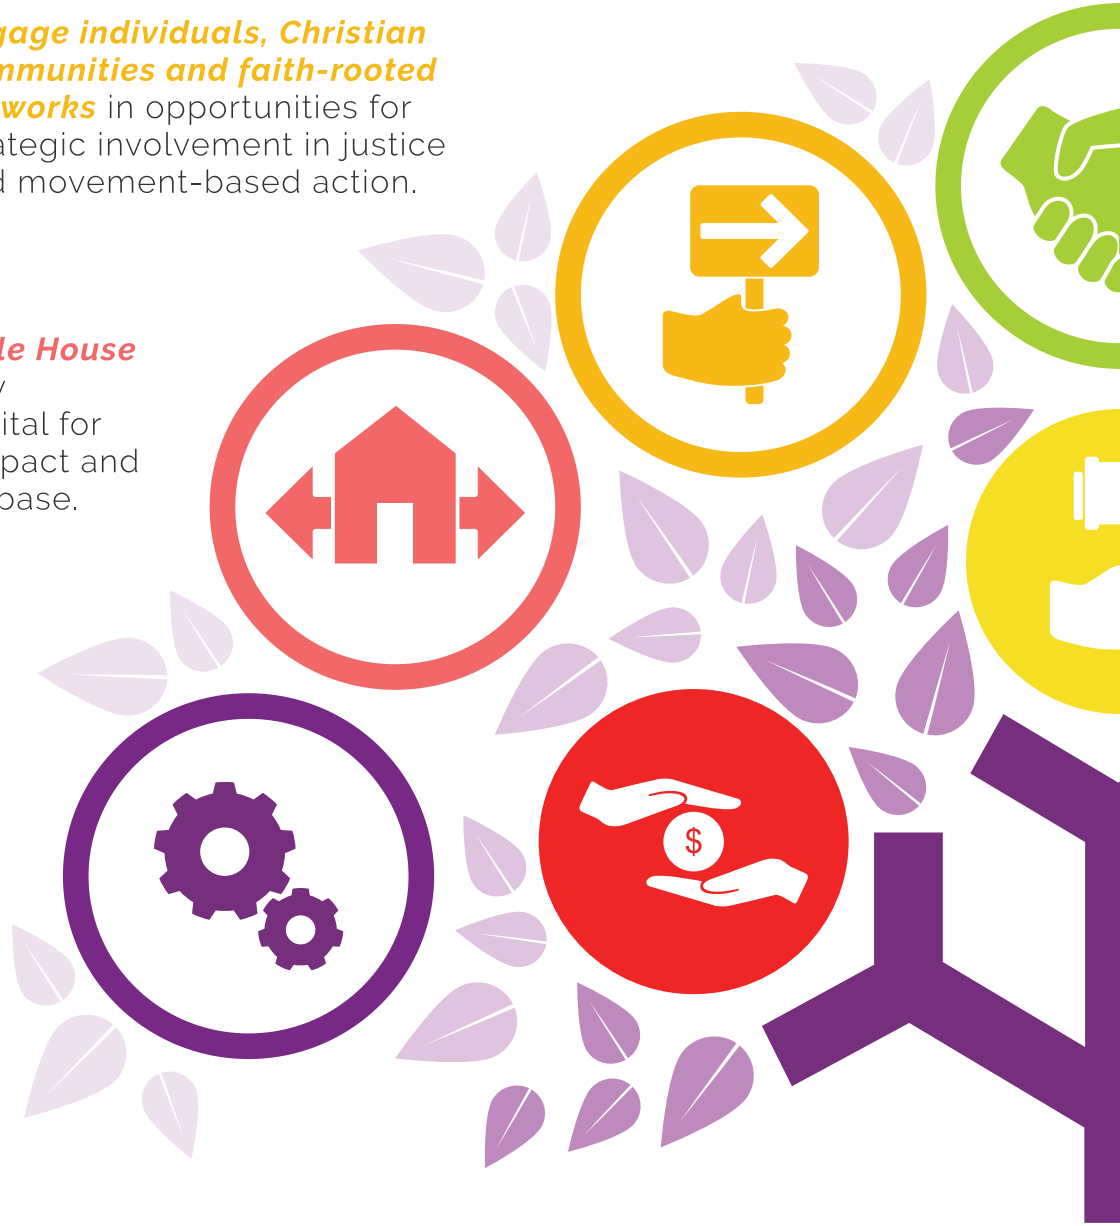 gage individuals, Christian
mmunities and faith-rooted
works in opportunities for
ategic involvement in justice
d movement-based action.
le House
y
ital for
pact and
base.
$